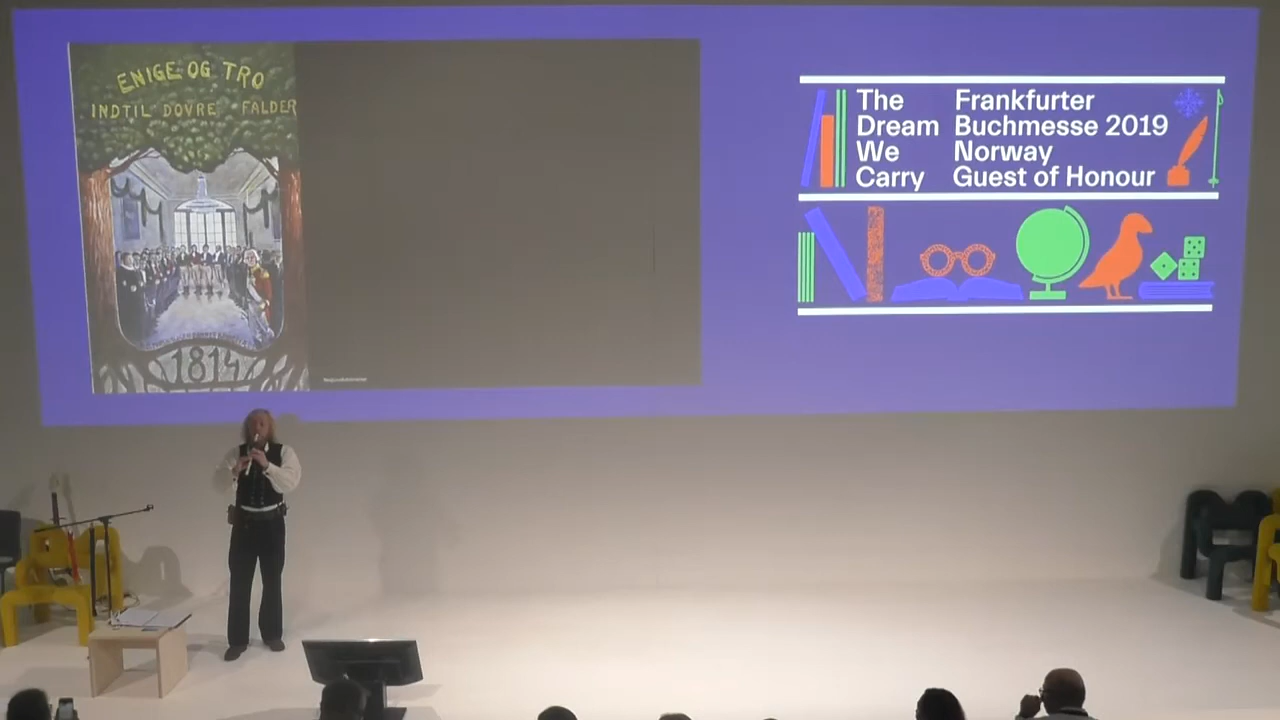 ENIGE OG TRO
INDTIL DOVRE FALDER
1814
The
Dream
We
Carry
Frankfurter
Buchmesse 2019
Norway
Guest of Honour